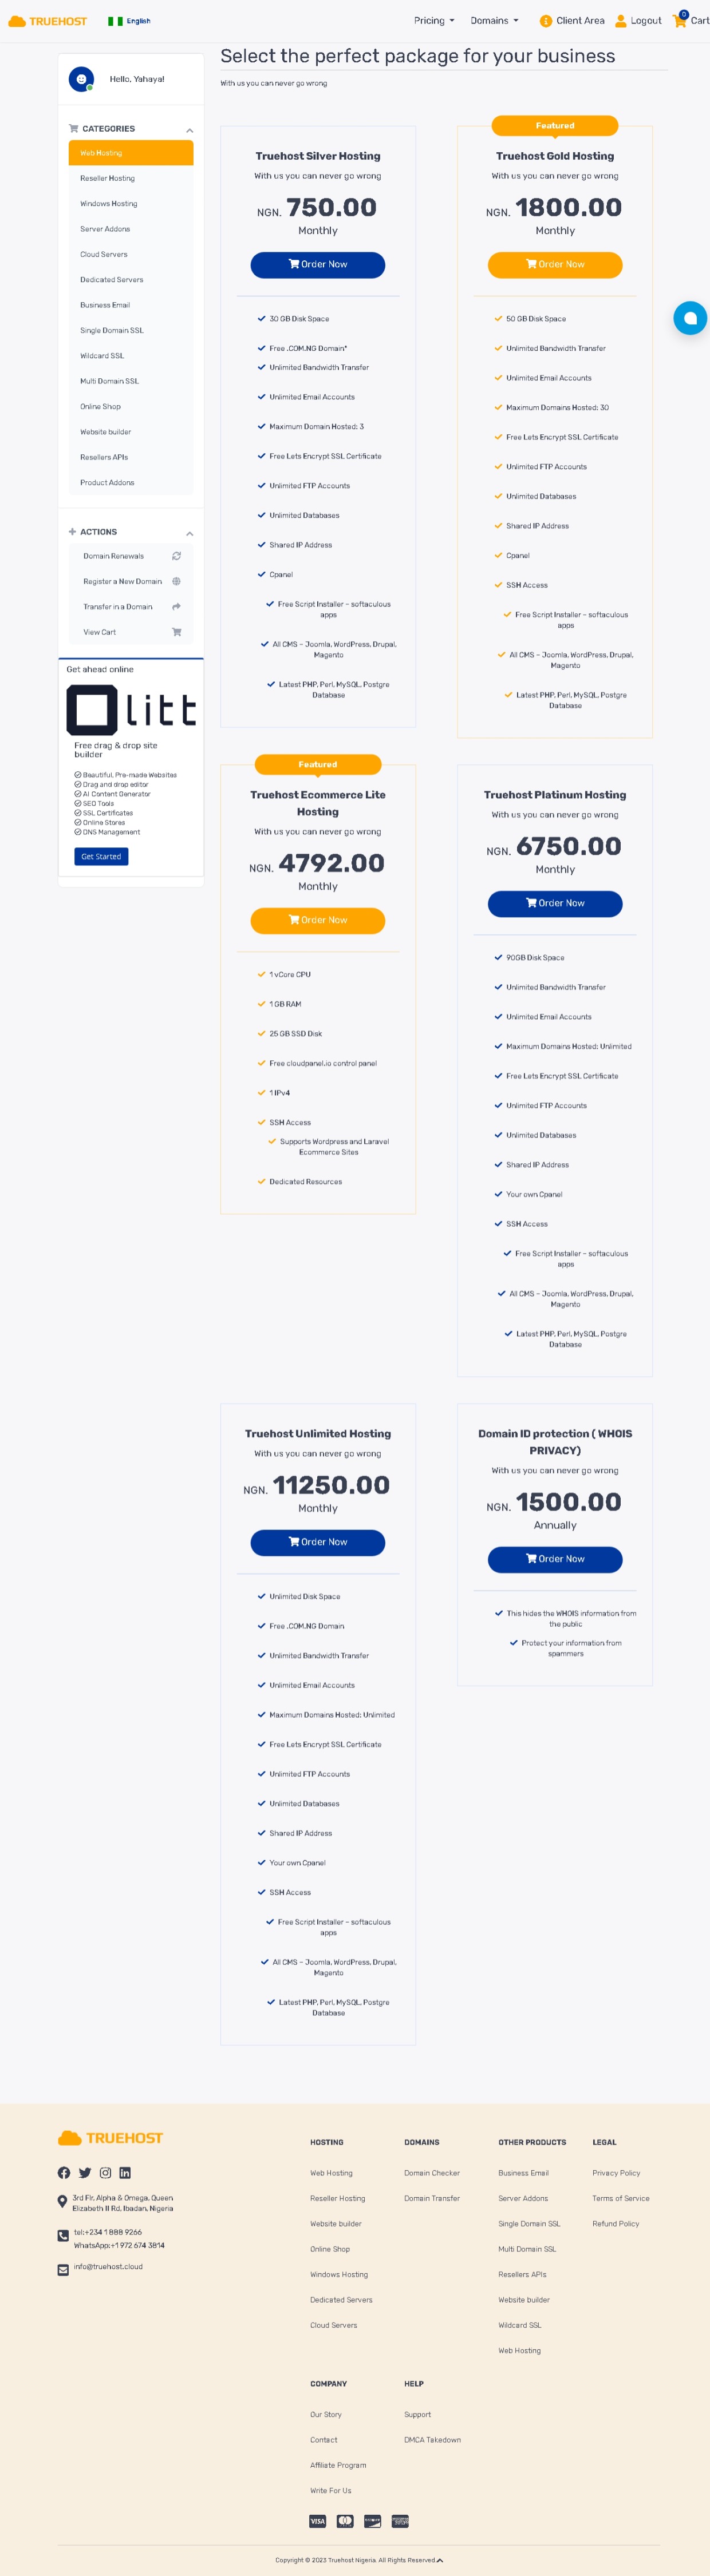 TRUEHOST
English
Pricing
Domains
Client Area
Logout
0
Cart
Hello, Yahaya!
CATEGORIES
Web Hosting
Reseller Hosting
Windows Hosting
Server Addons
Cloud Servers
Dedicated Servers
Business Email
Single Domain SSL
Wildcard SSL
Multi Domain SSL
Online Shop
Website builder
Resellers APIs
Product Addons
ACTIONS
Domain Renewals
Register a New Domain
Transfer in a Domain
View Cart
Get ahead online
Olitt
Free drag & drop site
builder
Beautiful, Pre-made Websites
Drag and drop editor
AI Content Generator
SEO Tools
SSL Certificates
Online Stores
DNS Management
Get Started
Select the perfect package for your business
With us you can never go wrong
Truehost Silver Hosting
With us you can never go wrong
NGN. 750.00
Monthly
Order Now
30 GB Disk Space
Free .COM.NG Domain*
Unlimited Bandwidth Transfer
Unlimited Email Accounts
Maximum Domain Hosted: 3
Free Lets Encrypt SSL Certificate
Unlimited FTP Accounts
Unlimited Databases
Shared IP Address
Cpanel
Free Script Installer – softaculous
apps
All CMS – Joomla, WordPress, Drupal,
Magento
Latest PHP, Perl, MySQL, Postgre
Database
Featured
Truehost Gold Hosting
With us you can never go wrong
NGN. 1800.00
Monthly
Order Now
50 GB Disk Space
Unlimited Bandwidth Transfer
Unlimited Email Accounts
Maximum Domains Hosted: 30
Free Lets Encrypt SSL Certificate
Unlimited FTP Accounts
Unlimited Databases
Shared IP Address
Cpanel
SSH Access
Free Script Installer – softaculous
apps
All CMS – Joomla, WordPress, Drupal,
Magento
Latest PHP, Perl, MySQL, Postgre
Database
Featured
Truehost Ecommerce Lite
Hosting
With us you can never go wrong
NGN. 4792.00
Monthly
Order Now
1 vCore CPU
1 GB RAM
25 GB SSD Disk
Free cloudpanel.io control panel
1 IPv4
SSH Access
Supports Wordpress and Laravel
Ecommerce Sites
Dedicated Resources
Truehost Platinum Hosting
With us you can never go wrong
NGN. 6750.00
Monthly
Order Now
90GB Disk Space
Unlimited Bandwidth Transfer
Unlimited Email Accounts
Maximum Domains Hosted: Unlimited
Free Lets Encrypt SSL Certificate
Unlimited FTP Accounts
Unlimited Databases
Shared IP Address
Your own Cpanel
SSH Access
Free Script Installer – softaculous
apps
All CMS – Joomla, WordPress, Drupal,
Magento
Latest PHP, Perl, MySQL, Postgre
Database
Truehost Unlimited Hosting
With us you can never go wrong
NGN. 11250.00
Monthly
Order Now
Unlimited Disk Space
Free .COM.NG Domain
Unlimited Bandwidth Transfer
Unlimited Email Accounts
Maximum Domains Hosted: Unlimited
Free Lets Encrypt SSL Certificate
Unlimited FTP Accounts
Unlimited Databases
Shared IP Address
Your own Cpanel
SSH Access
Free Script Installer – softaculous
apps
All CMS – Joomla, WordPress, Drupal,
Magento
Latest PHP, Perl, MySQL, Postgre
Database
Domain ID protection ( WHOIS
PRIVACY)
With us you can never go wrong
NGN. 1500.00
Annually
Order Now
This hides the WHOIS information from
the public
Protect your information from
spammers
TRUEHOST
3rd Flr, Alpha & Omega, Queen
Elizabeth II Rd, Ibadan, Nigeria
tel:+234 1 888 9266
WhatsApp:+1 972 674 3814
info@truehost.cloud
HOSTING
Web Hosting
Reseller Hosting
Website builder
Online Shop
Windows Hosting
Dedicated Servers
Cloud Servers
DOMAINS
Domain Checker
Domain Transfer
OTHER PRODUCTS
Business Email
Server Addons
Single Domain SSL
Multi Domain SSL
Resellers APIs
Website builder
Wildcard SSL
Web Hosting
LEGAL
Privacy Policy
Terms of Service
Refund Policy
COMPANY
Our Story
Contact
Affiliate Program
Write For Us
HELP
Support
DMCA Takedown
VISA
Copyright © 2023 Truehost Nigeria. All Rights Reserved